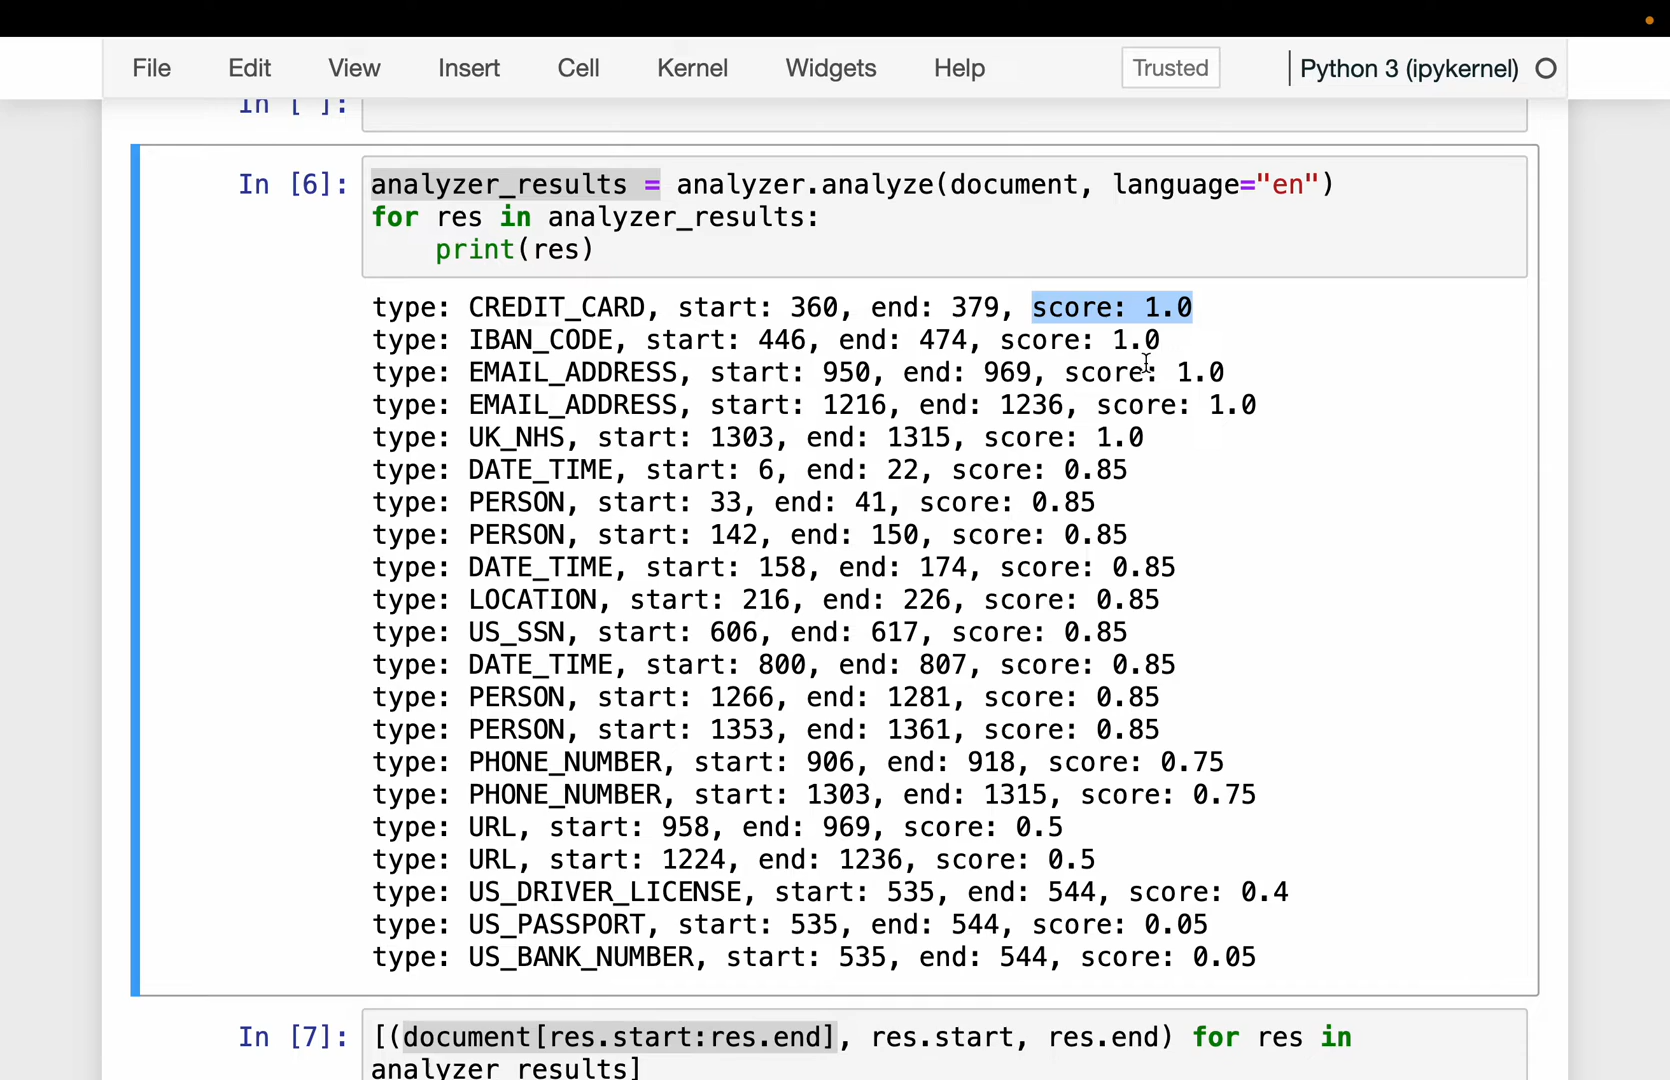 File Edit View Insert Cell Kernel Widgets Help Trusted Python 3 (ipykernel)
In [ ]:
In [6]: analyzer_results = analyzer.analyze(document, language="en")
for res in analyzer_results:
    print(res)
type: CREDIT_CARD, start: 360, end: 379, score: 1.0
type: IBAN_CODE, start: 446, end: 474, score: 1.0
type: EMAIL_ADDRESS, start: 950, end: 969, score: 1.0
type: EMAIL_ADDRESS, start: 1216, end: 1236, score: 1.0
type: UK_NHS, start: 1303, end: 1315, score: 1.0
type: DATE_TIME, start: 6, end: 22, score: 0.85
type: PERSON, start: 33, end: 41, score: 0.85
type: PERSON, start: 142, end: 150, score: 0.85
type: DATE_TIME, start: 158, end: 174, score: 0.85
type: LOCATION, start: 216, end: 226, score: 0.85
type: US_SSN, start: 606, end: 617, score: 0.85
type: DATE_TIME, start: 800, end: 807, score: 0.85
type: PERSON, start: 1266, end: 1281, score: 0.85
type: PERSON, start: 1353, end: 1361, score: 0.85
type: PHONE_NUMBER, start: 906, end: 918, score: 0.75
type: PHONE_NUMBER, start: 1303, end: 1315, score: 0.75
type: URL, start: 958, end: 969, score: 0.5
type: URL, start: 1224, end: 1236, score: 0.5
type: US_DRIVER_LICENSE, start: 535, end: 544, score: 0.4
type: US_PASSPORT, start: 535, end: 544, score: 0.05
type: US_BANK_NUMBER, start: 535, end: 544, score: 0.05
In [7]: [(document[res.start:res.end], res.start, res.end) for res in
analyzer_results]